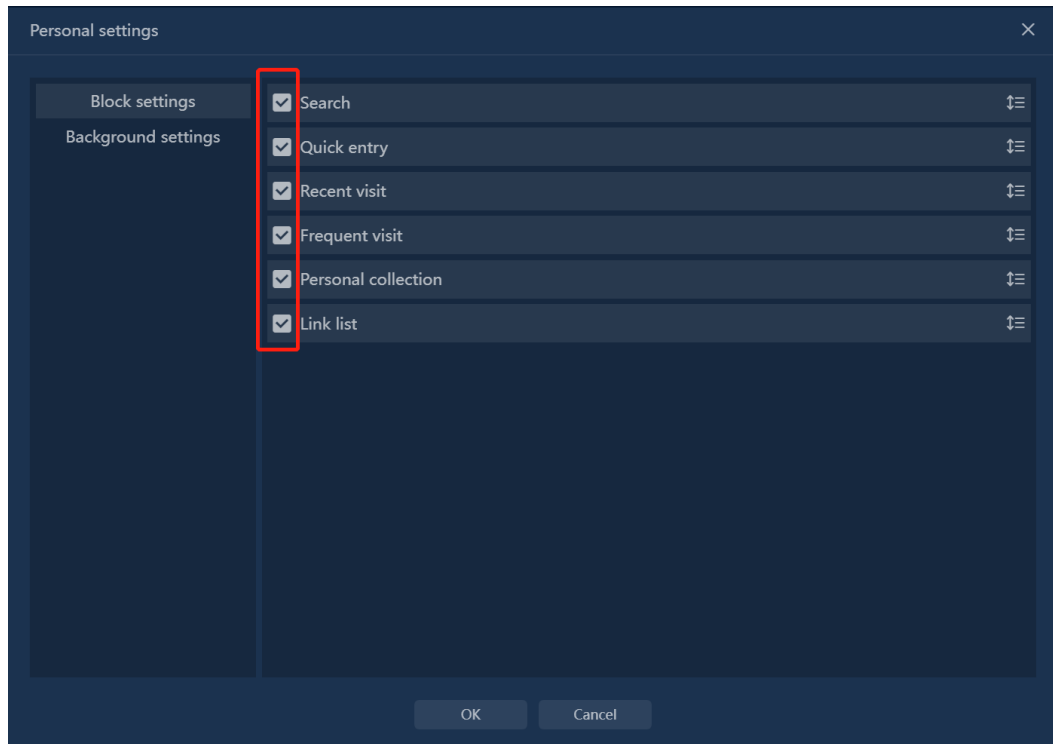 Personal settings
Block settings
Background settings
Search
Quick entry
Recent visit
Frequent visit
Personal collection
Link list
OK
Cancel